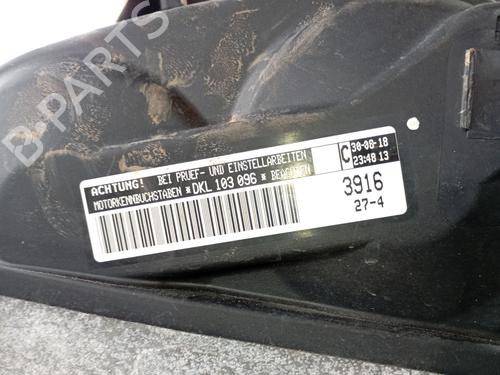 B-PARTS
ACHTUNG! BEI PRUEF- UND EINSTELLARBEITEN
MOTORKENNBUCHSTABEN *DKL 103 096* BEACHTEN
C 30-08-18
23:48 13
3916
27-4